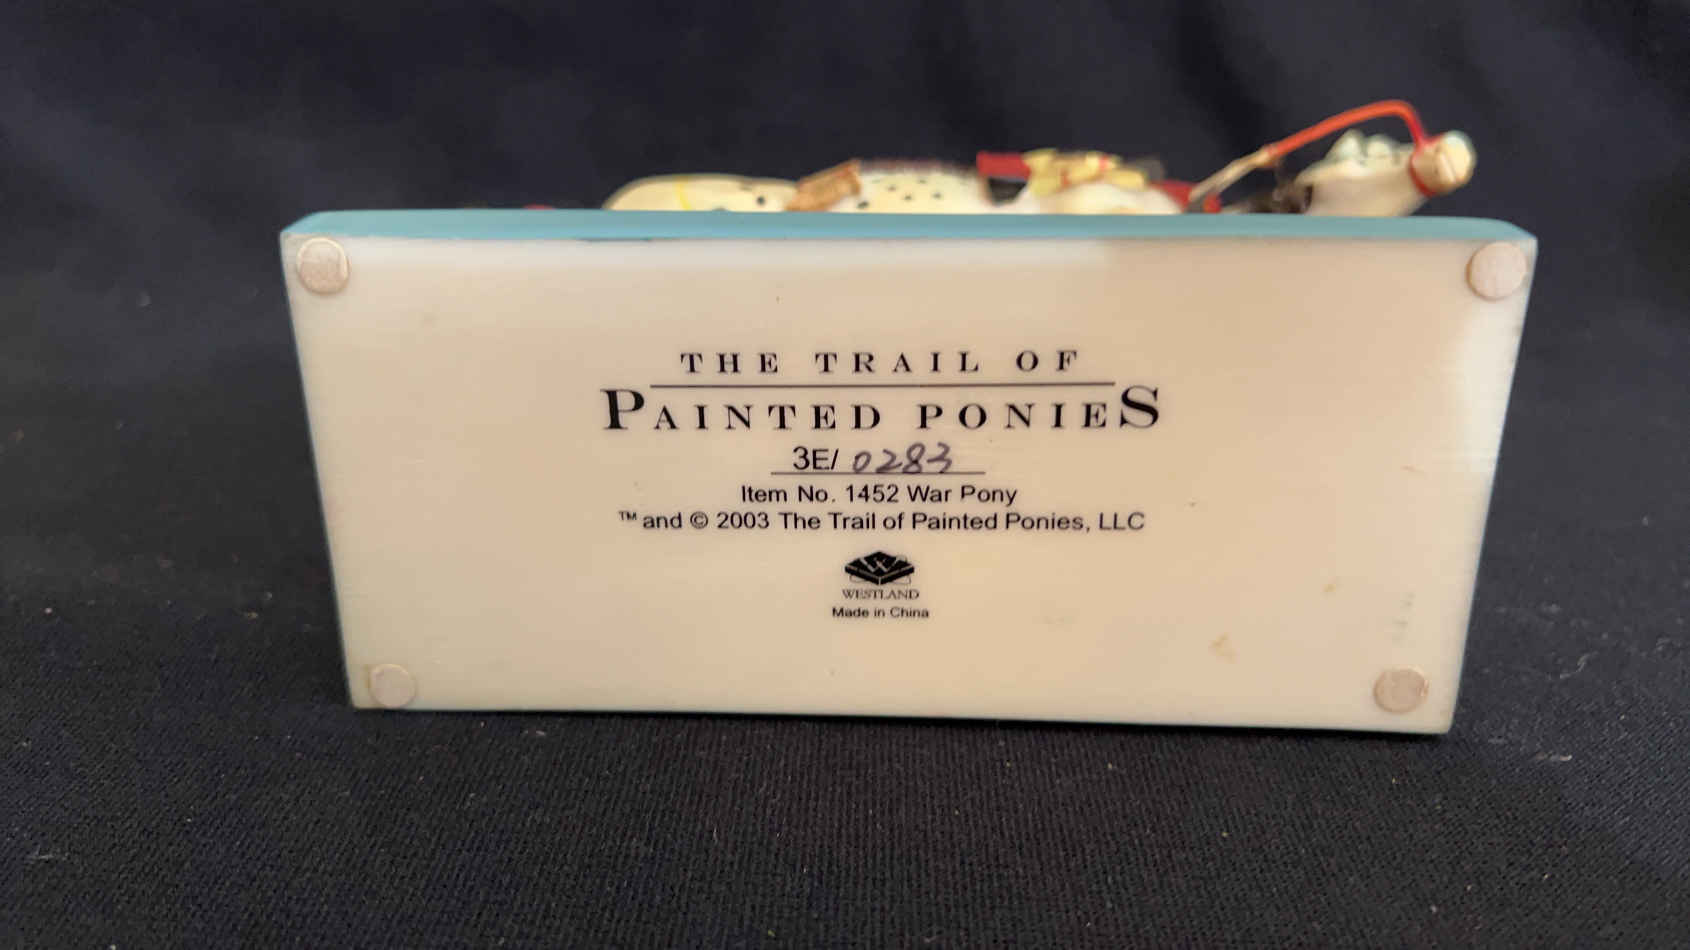 THE TRAIL OF
PAINTED PONIES
3E/ 0283
Item No. 1452 War Pony
™ and © 2003 The Trail of Painted Ponies, LLC
W
WESTLAND
Made in China